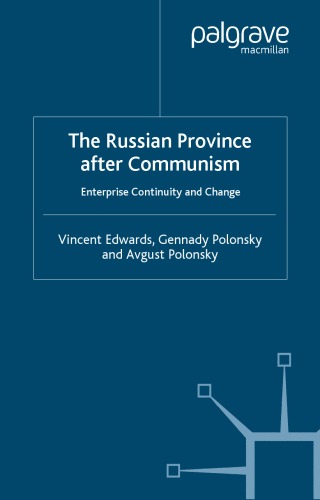 palgrave
macmillan
The Russian Province
after Communism
Enterprise Continuity and Change
Vincent Edwards, Gennady Polonsky
and Avgust Polonsky